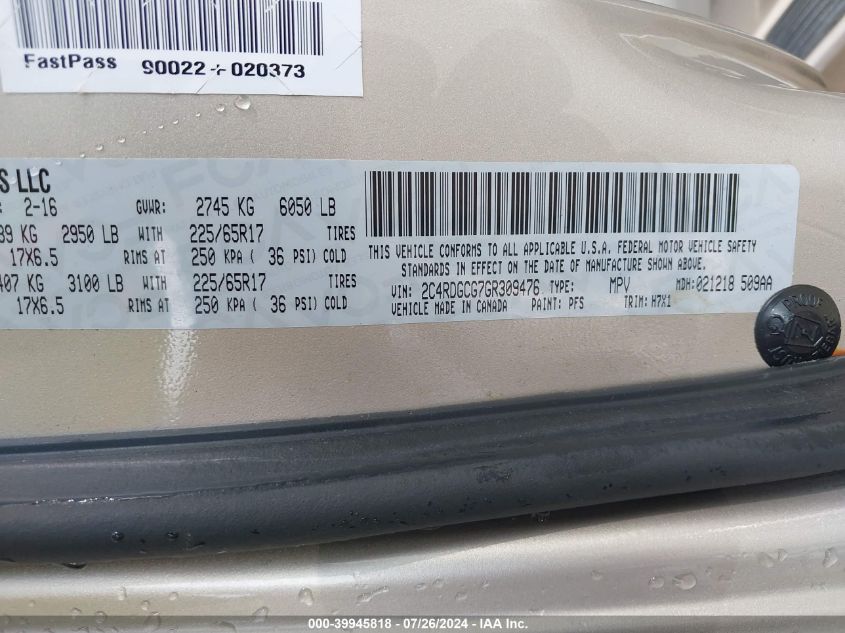 FastPass 90022 020373
S LLC
2-16 GVWR: 2745 KG 6050 LB
39 KG 2950 LB WITH 225/65R17 TIRES
17X6.5 RIMS AT 250 KPA ( 36 PSI) COLD
407 KG 3100 LB WITH 225/65R17 TIRES
17X6.5 RIMS AT 250 KPA ( 36 PSI) COLD
THIS VEHICLE CONFORMS TO ALL APPLICABLE U.S.A. FEDERAL MOTOR VEHICLE SAFETY
STANDARDS IN EFFECT ON THE DATE OF MANUFACTURE SHOWN ABOVE.
VIN: 2C4RDGCG7GR309476 TYPE: MPV MDH: 021218 509AA
VEHICLE MADE IN CANADA PAINT: PFS TRIM: H7X1
000-39945818 - 07/26/2024 - IAA Inc.